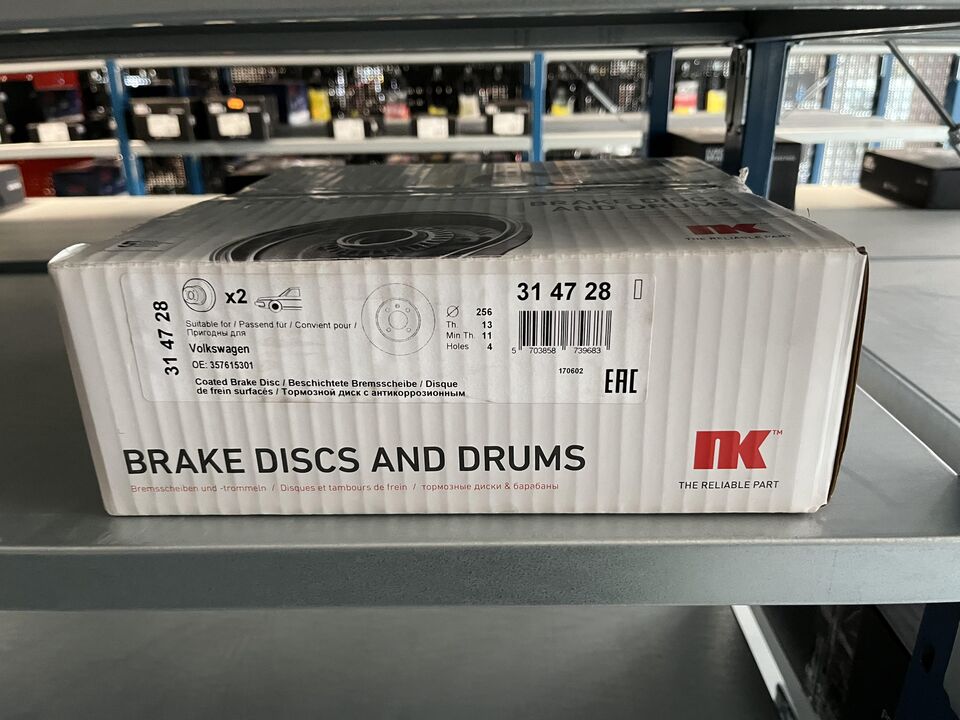 BRAKE DISCS
AND DRUMS
NK
THE RELIABLE PART
31 47 28
x2
Suitable for / Passend für / Convient pour /
Пригодны для
Volkswagen
OE: 357615301
Coated Brake Disc / Beschichtete Bremsscheibe / Disque
de frein surfacés / Тормозной диск с антикоррозионным
256
Th. 13
Min Th. 11
Holes 4
31 47 28
5 703858 739683
170602
EAC
BRAKE DISCS AND DRUMS
Bremsscheiben und -trommeln / Disques et tambours de frein / тормозные диски & барабаны
NK™
THE RELIABLE PART